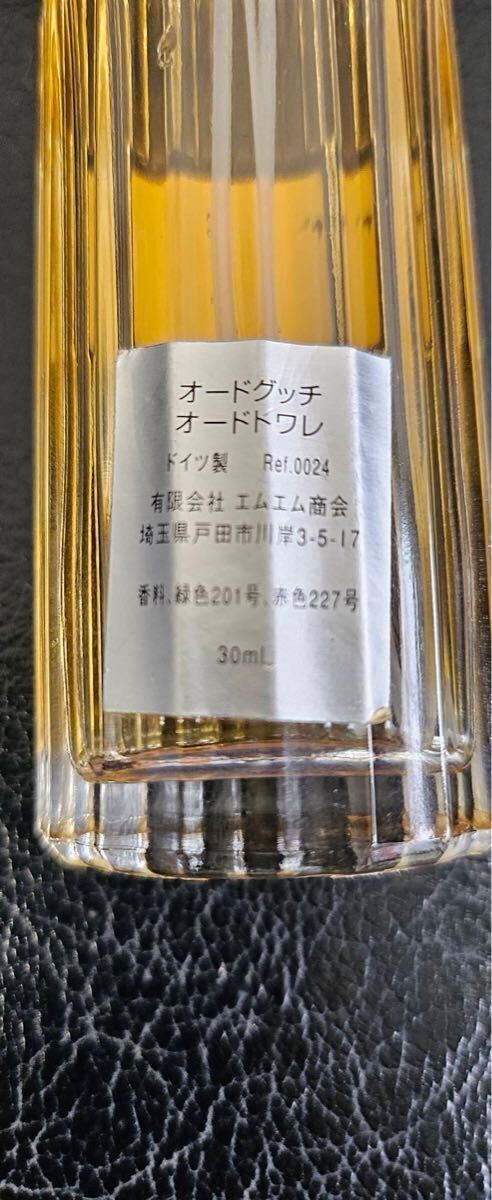 オードグッチ
オードトワレ
ドイツ製 Ref.0024
有限会社 エムエム商会
埼玉県戸田市川岸3-5-17
香料、緑色201号、赤色227号
30mL